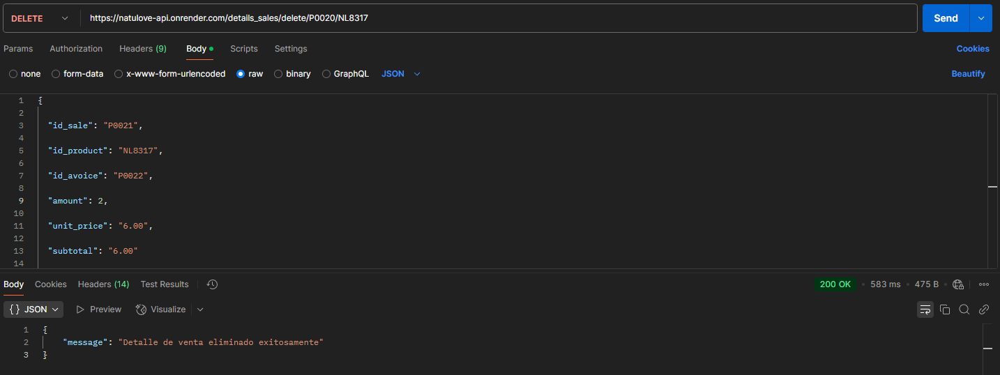 DELETE https://natulove-api.onrender.com/details_sales/delete/P0020/NL8317 Send
Params Authorization Headers (9) Body Scripts Settings Cookies
none form-data x-www-form-urlencoded raw binary GraphQL JSON Beautify
1 {
2
3 "id_sale": "P0021",
4
5 "id_product": "NL8317",
6
7 "id_avoice": "P0022",
8
9 "amount": 2,
10
11 "unit_price": "6.00",
12
13 "subtotal": "6.00"
14
Body Cookies Headers (14) Test Results 200 OK 583 ms 475 B
{} JSON Preview Visualize
1 {
2 "message": "Detalle de venta eliminado exitosamente"
3 }